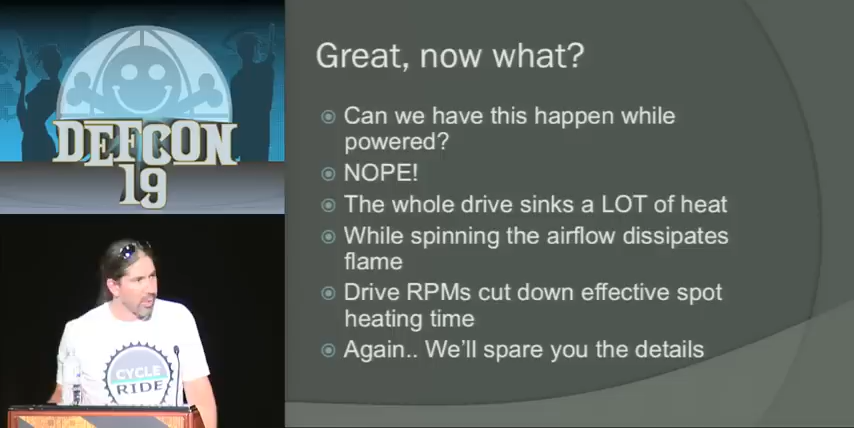 DEFCON
19
Great, now what?
Can we have this happen while
powered?
NOPE!
The whole drive sinks a LOT of heat
While spinning the airflow dissipates
flame
Drive RPMs cut down effective spot
heating time
Again.. We'll spare you the details
CYCLE
RIDE